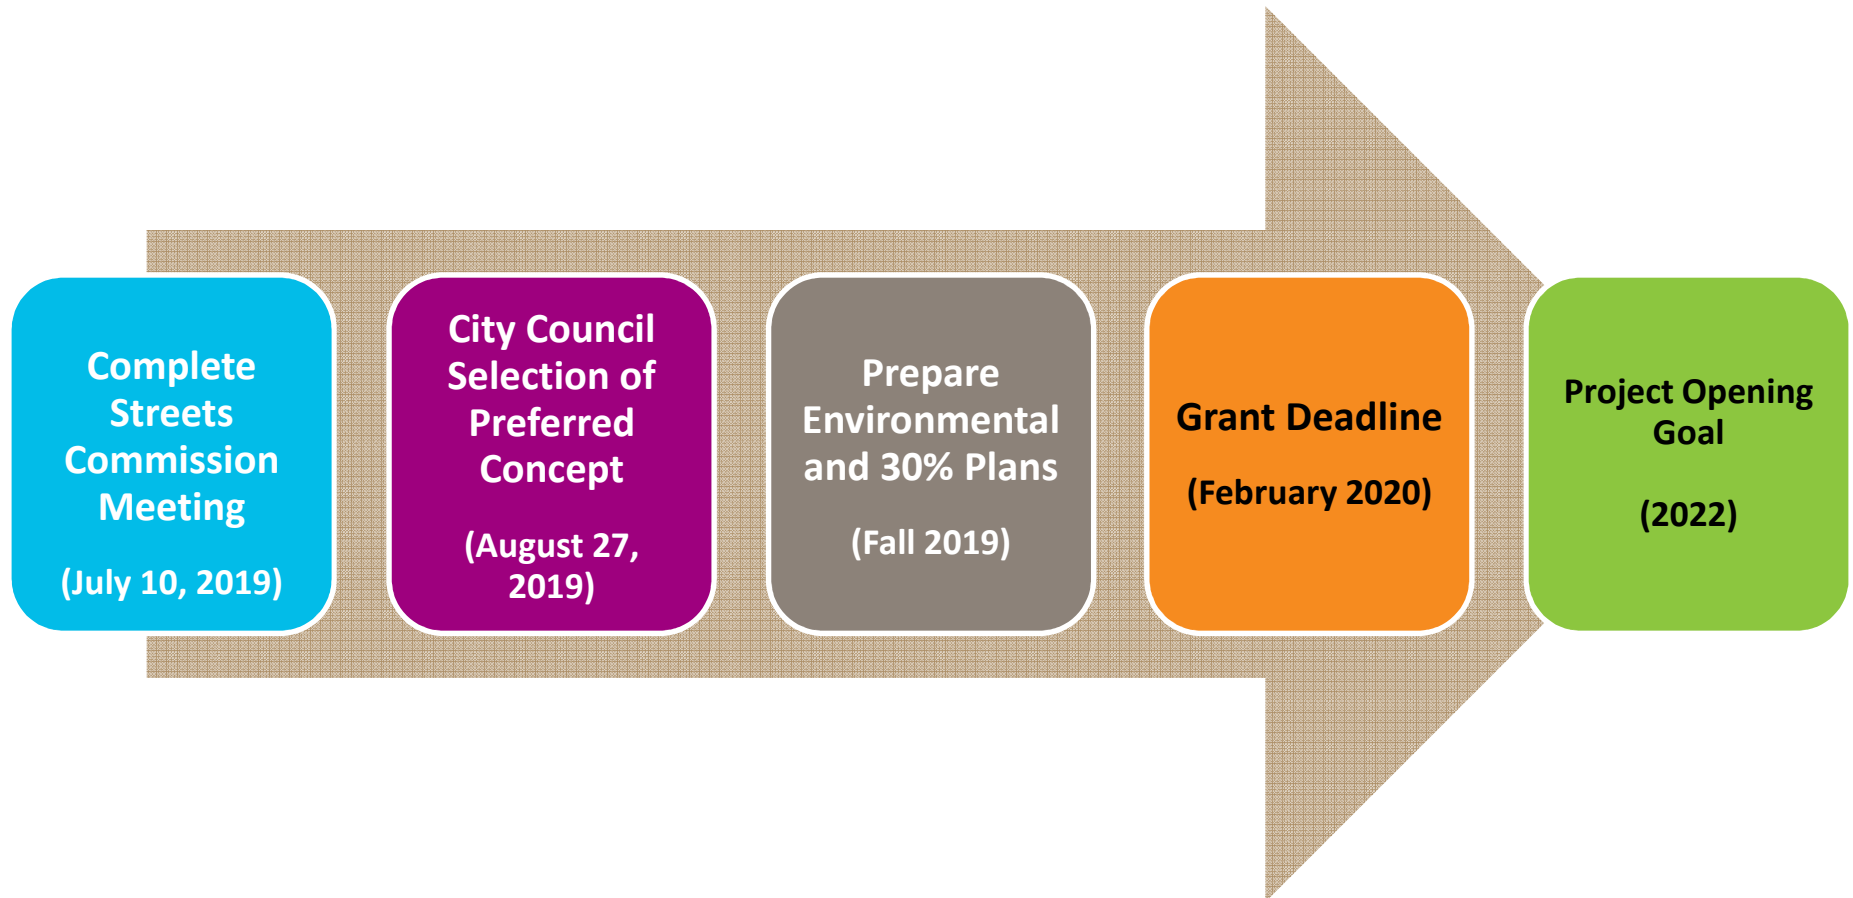 Complete
Streets
Commission
Meeting
(July 10, 2019)
City Council
Selection of
Preferred
Concept
(August 27,
2019)
Prepare
Environmental
and 30% Plans
(Fall 2019)
Grant Deadline
(February 2020)
Project Opening
Goal
(2022)